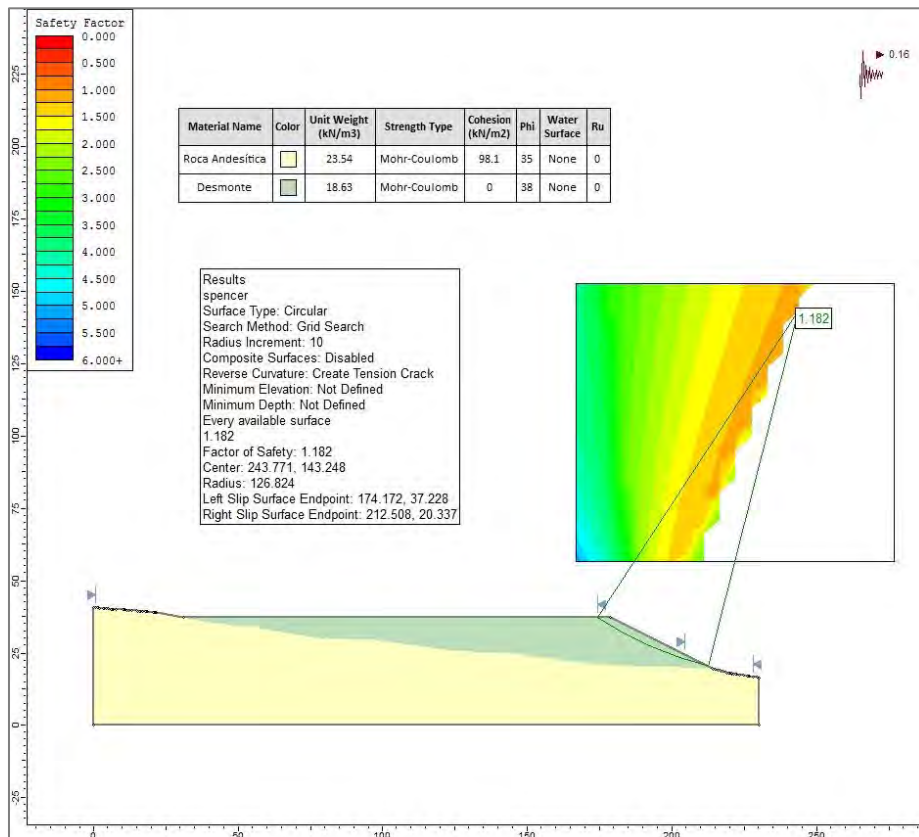 Safety Factor
0.000
0.500
1.000
1.500
2.000
2.500
3.000
3.500
4.000
4.500
5.000
5.500
6.000+
0.16
Material Name Color Unit Weight (kN/m3) Strength Type Cohesion (kN/m2) Phi Water Surface Ru
Roca Andesítica 23.54 Mohr-Coulomb 98.1 35 None 0
Desmonte 18.63 Mohr-Coulomb 0 38 None 0
Results
spencer
Surface Type: Circular
Search Method: Grid Search
Radius Increment: 10
Composite Surfaces: Disabled
Reverse Curvature: Create Tension Crack
Minimum Elevation: Not Defined
Minimum Depth: Not Defined
Every available surface
1.182
Factor of Safety: 1.182
Center: 243.771, 143.248
Radius: 126.824
Left Slip Surface Endpoint: 174.172, 37.228
Right Slip Surface Endpoint: 212.508, 20.337
1.182
225
200
175
150
125
100
75
50
25
0
-25
0 50 100 150 200 250